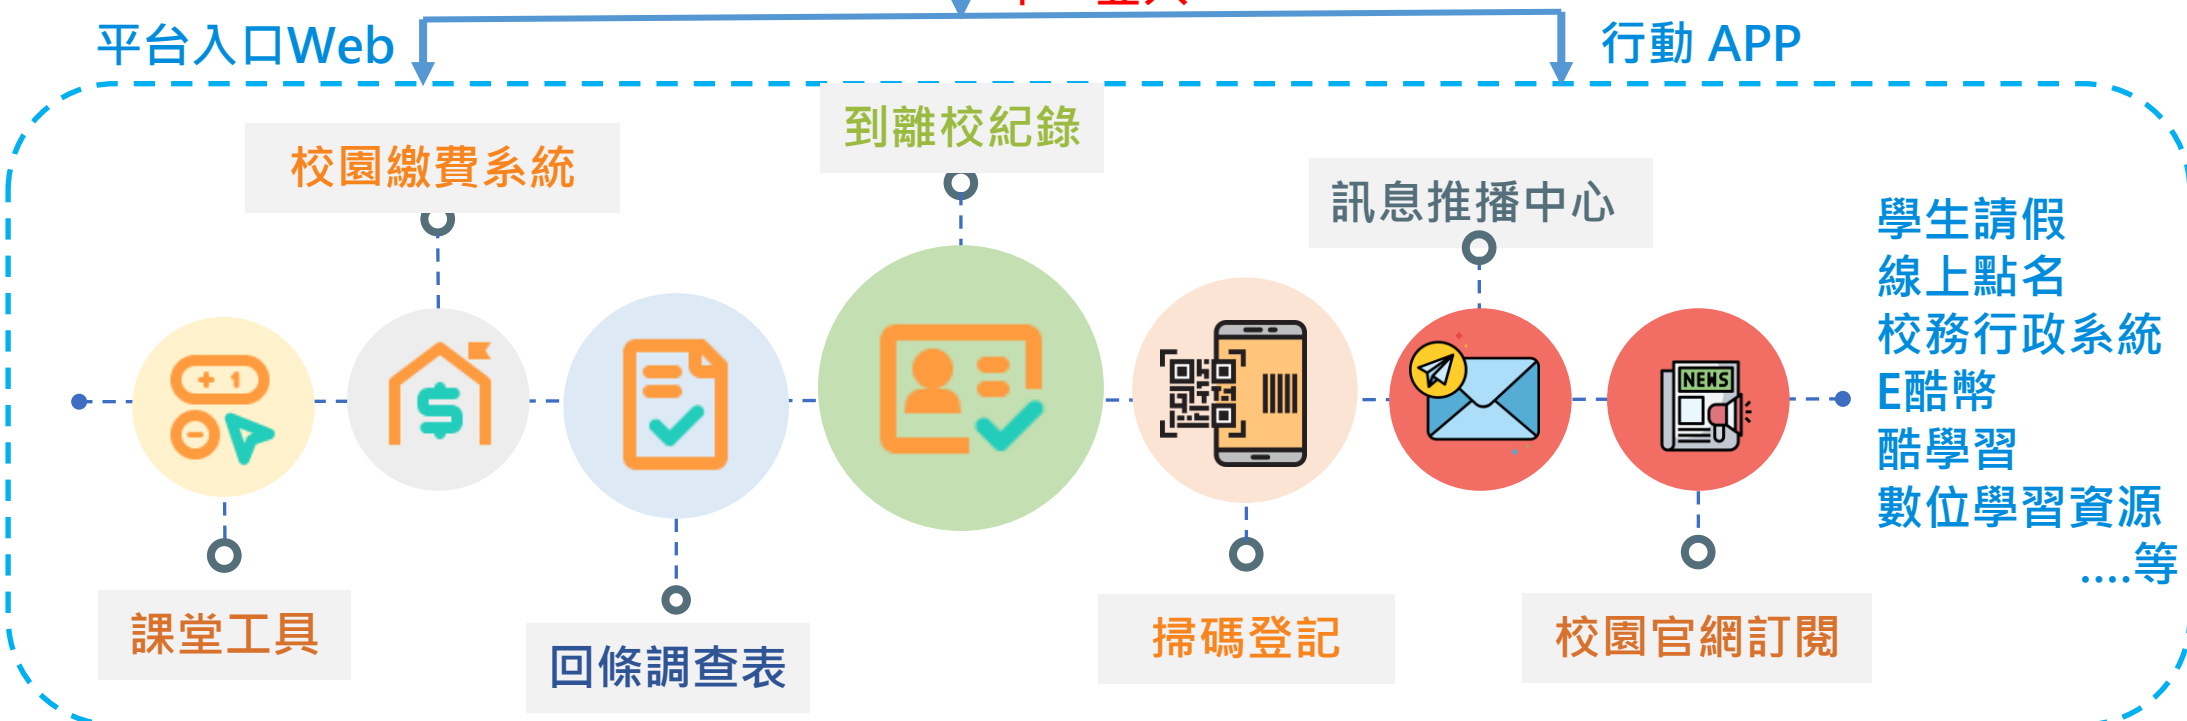 平台入口Web
行動 APP
到離校紀錄
校園繳費系統
訊息推播中心
學生請假
線上點名
校務行政系統
E酷幣
酷學習
數位學習資源
....等
+ 1
NEWS
課堂工具
回條調查表
掃碼登記
校園官網訂閱